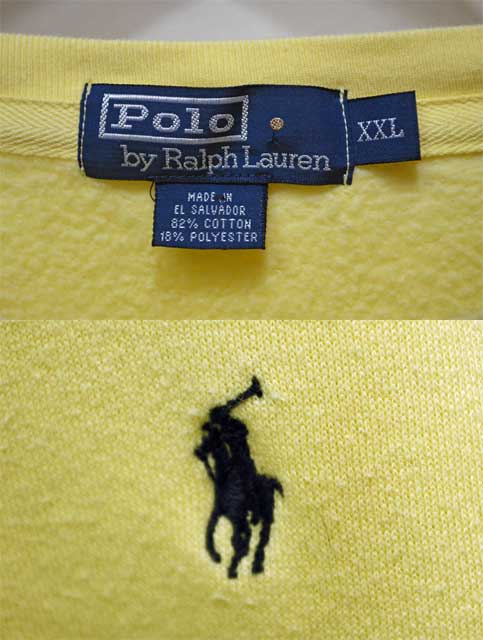 Polo
by Ralph Lauren
XXL
MADE IN
EL SALVADOR
82% COTTON
18% POLYESTER